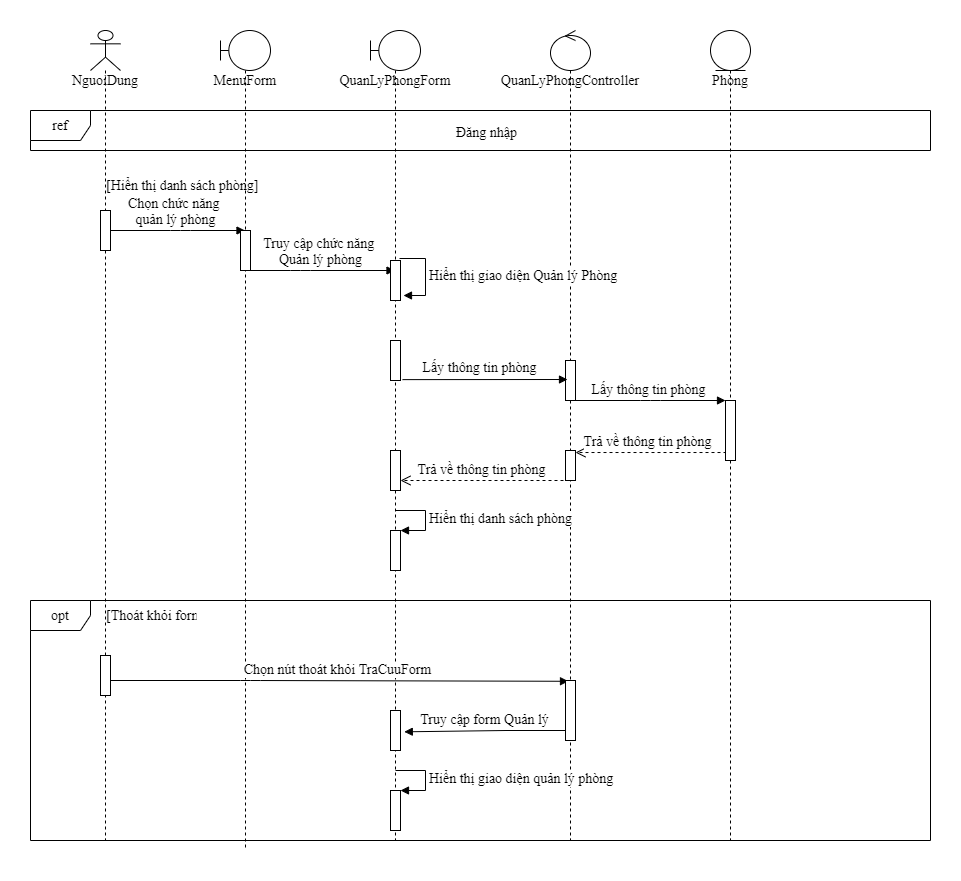 NguoiDung
MenuForm
QuanLyPhongForm
QuanLyPhongController
Phòng
ref
Đăng nhập
[Hiển thị danh sách phòng]
Chọn chức năng
quản lý phòng
Truy cập chức năng
Quản lý phòng
Hiển thị giao diện Quản lý Phòng
Lấy thông tin phòng
Lấy thông tin phòng
Trả về thông tin phòng
Trả về thông tin phòng
Hiển thị danh sách phòng
opt
[Thoát khỏi form
Chọn nút thoát khỏi TraCuuForm
Truy cập form Quản lý
Hiển thị giao diện quản lý phòng